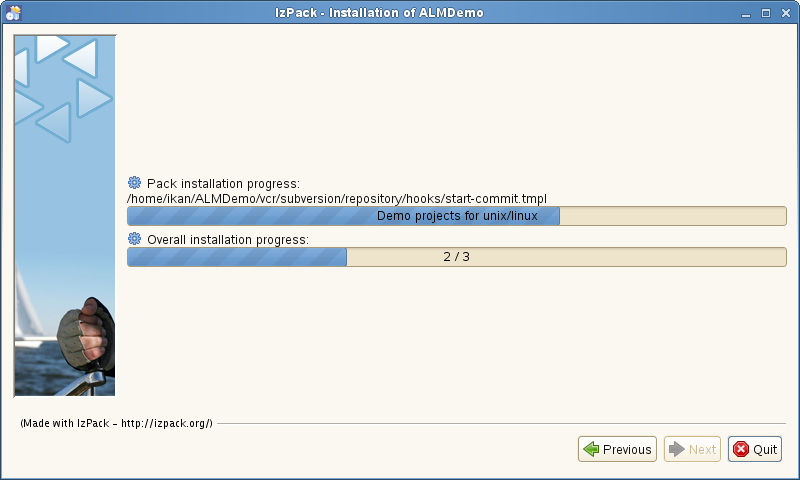 IzPack - Installation of ALMDemo
Pack installation progress:
/home/ikan/ALMDemo/vcr/subversion/repository/hooks/start-commit.tmpl
Demo projects for unix/linux
Overall installation progress:
2 / 3
(Made with IzPack - http://izpack.org/)
Previous
Next
Quit